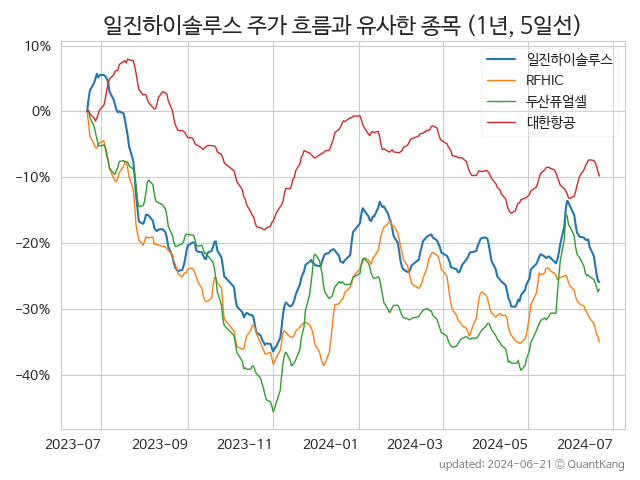 일진하이솔루스 주가 흐름과 유사한 종목 (1년, 5일선)
일진하이솔루스
RFHIC
두산퓨얼셀
대한항공
10%
0%
−10%
−20%
−30%
−40%
2023-07 2023-09 2023-11 2024-01 2024-03 2024-05 2024-07
updated: 2024-06-21 © QuantKang